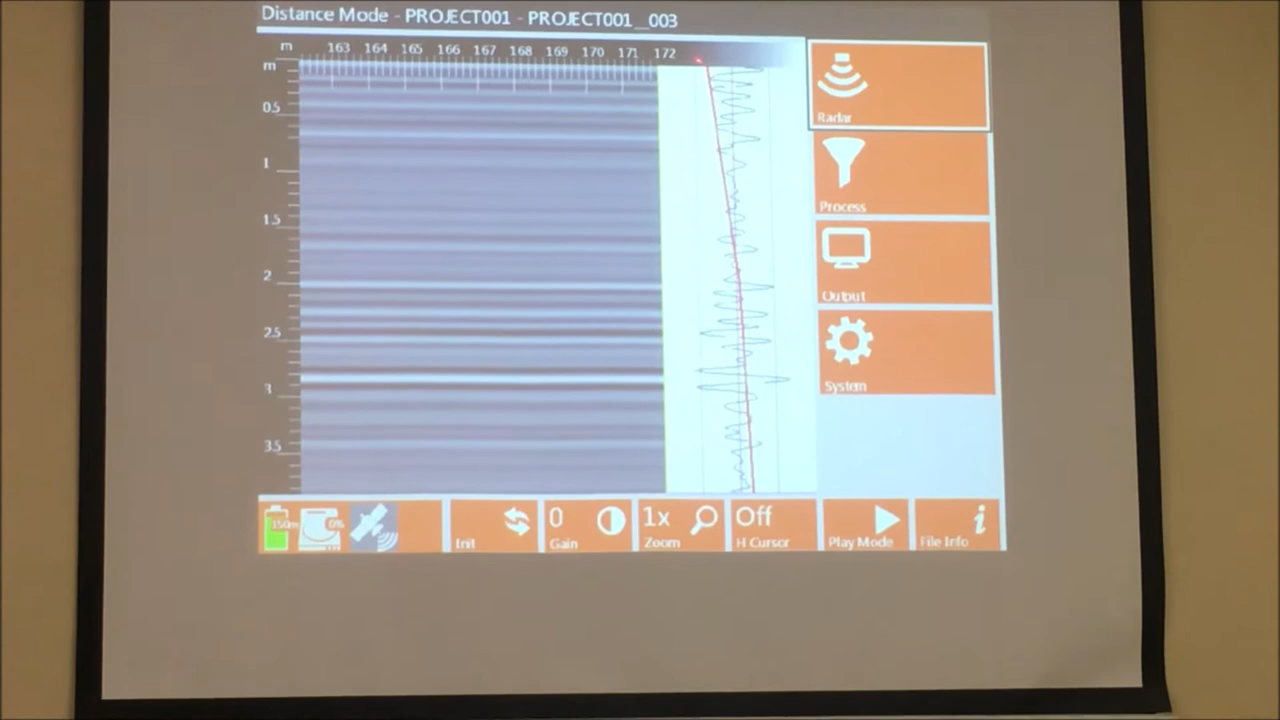 Distance Mode - PROJECT001 - PROJECT001__003
m 163 164 165 166 167 168 169 170 171 172
m
0.5
1
1.5
2
2.5
3
3.5
Radar
Process
Output
System
150m
0%
Init
0
Gain
1x
Zoom
Off
H Cursor
Play Mode
i
File Info